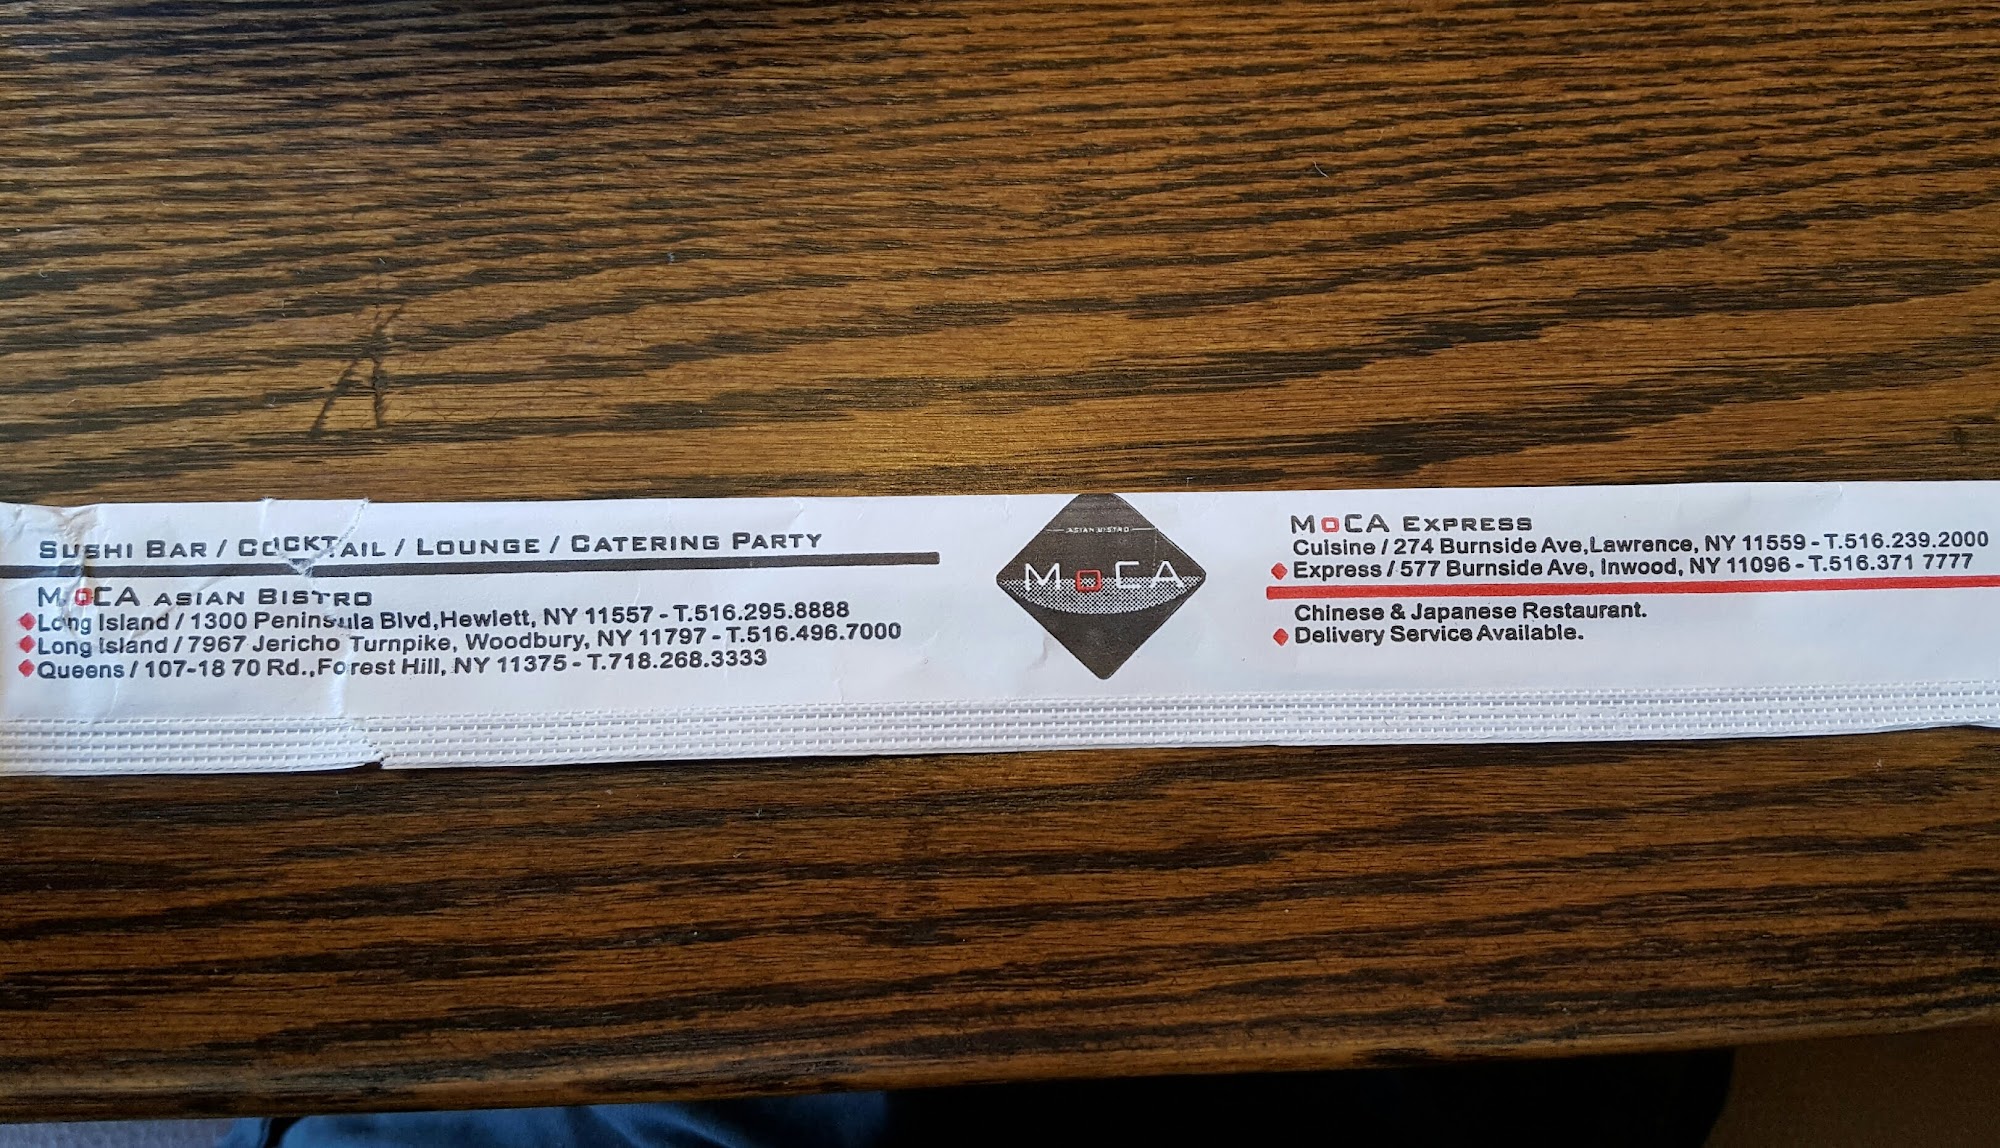 SUSHI BAR / COCKTAIL / LOUNGE / CATERING PARTY
MOCA ASIAN BISTRO
Long Island / 1300 Peninsula Blvd,Hewlett, NY 11557 - T.516.295.8888
Long Island / 7967 Jericho Turnpike, Woodbury, NY 11797 - T.516.496.7000
Queens / 107-18 70 Rd.,Forest Hill, NY 11375 - T.718.268.3333
ASIAN BISTRO
MOCA
MOCA EXPRESS
Cuisine / 274 Burnside Ave,Lawrence, NY 11559 - T.516.239.2000
Express / 577 Burnside Ave, Inwood, NY 11096 - T.516.371 7777
Chinese & Japanese Restaurant.
Delivery Service Available.